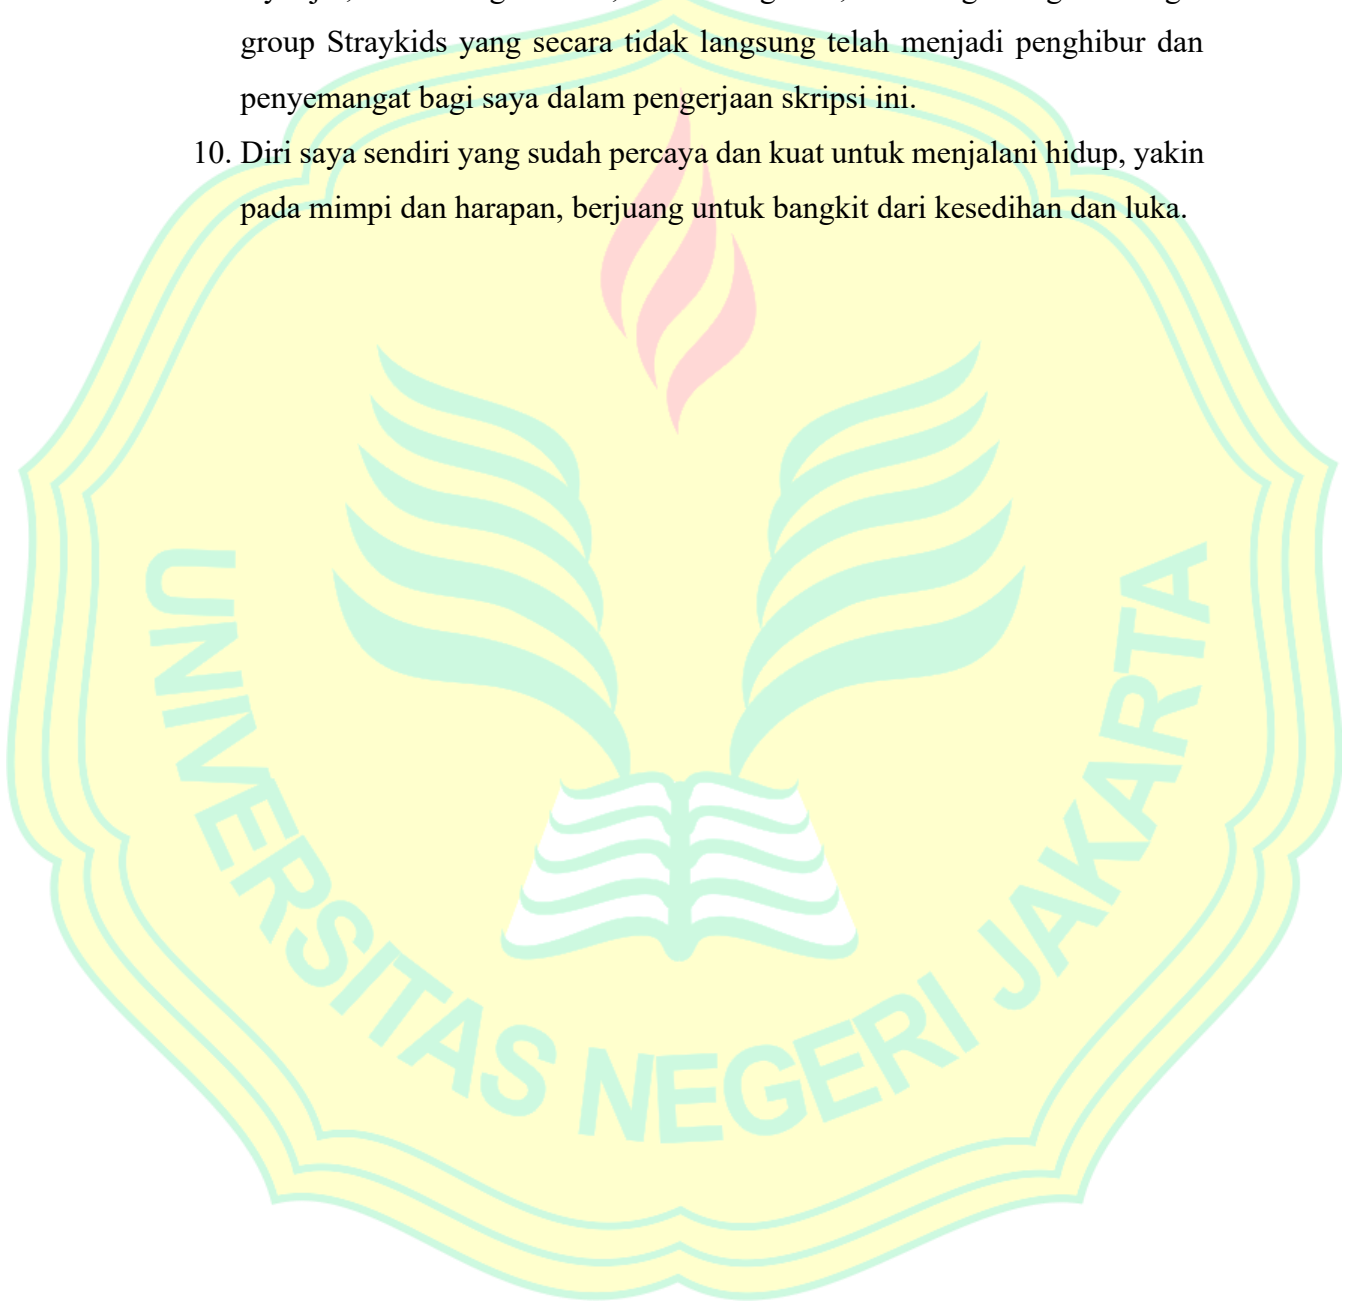 group Straykids yang secara tidak langsung telah menjadi penghibur dan
penyemangat bagi saya dalam pengerjaan skripsi ini.
10. Diri saya sendiri yang sudah percaya dan kuat untuk menjalani hidup, yakin
pada mimpi dan harapan, berjuang untuk bangkit dari kesedihan dan luka.
UNIVERSITAS NEGERI JAKARTA